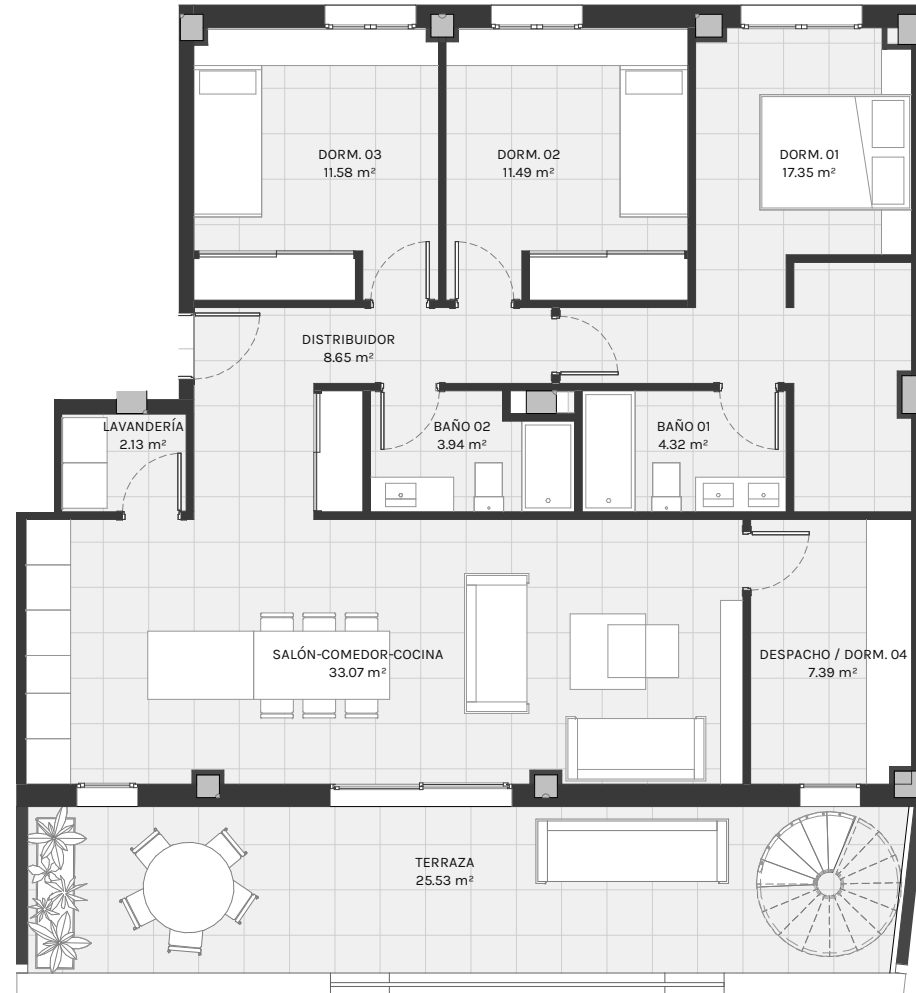 DORM. 03
11.58 m²
DORM. 02
11.49 m²
DORM. 01
17.35 m²
DISTRIBUIDOR
8.65 m²
LAVANDERÍA
2.13 m²
BAÑO 02
3.94 m²
BAÑO 01
4.32 m²
SALÓN-COMEDOR-COCINA
33.07 m²
DESPACHO / DORM. 04
7.39 m²
TERRAZA
25.53 m²